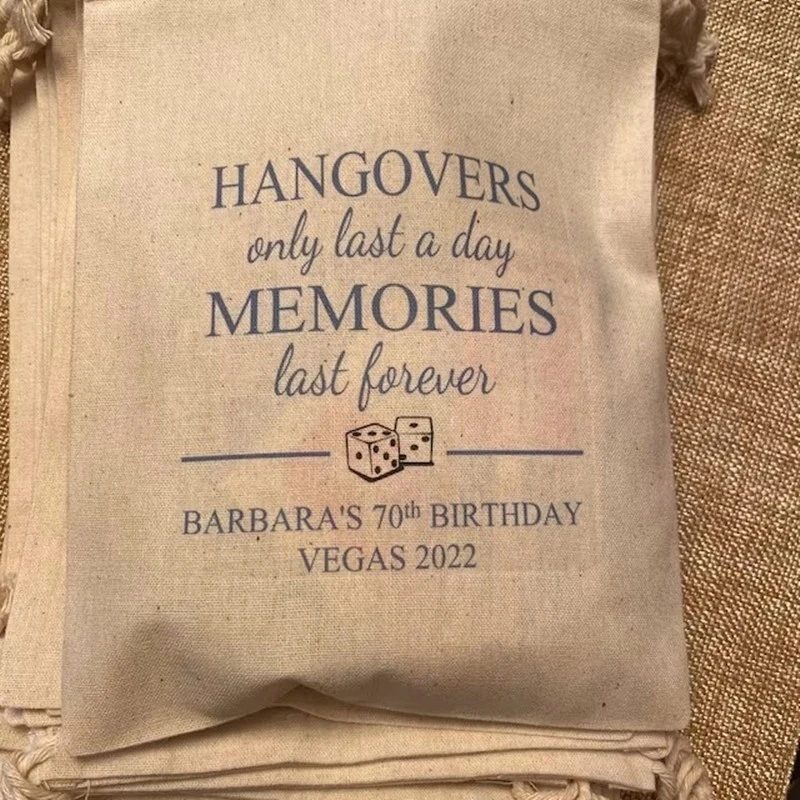 HANGOVERS
only last a day
MEMORIES
last forever
BARBARA'S 70th BIRTHDAY
VEGAS 2022